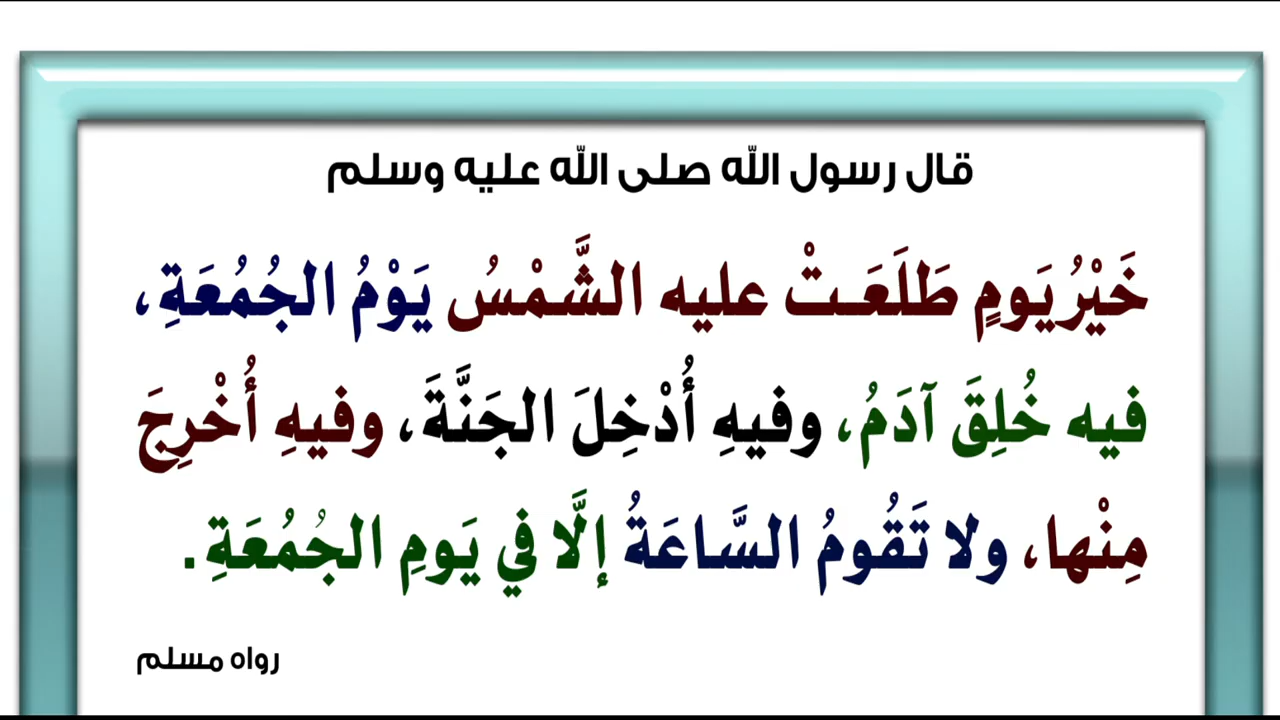 قال رسول الله صلى الله عليه وسلم
خَيْرُ يَومٍ طَلَعَتْ عليه الشَّمْسُ يَوْمُ الجُمُعَةِ،
فيه خُلِقَ آدَمُ، وفيهِ أُدْخِلَ الجَنَّةَ، وفيهِ أُخْرِجَ
مِنْها، ولا تَقُومُ السَّاعَةُ إلَّا في يَومِ الجُمُعَةِ.
رواه مسلم